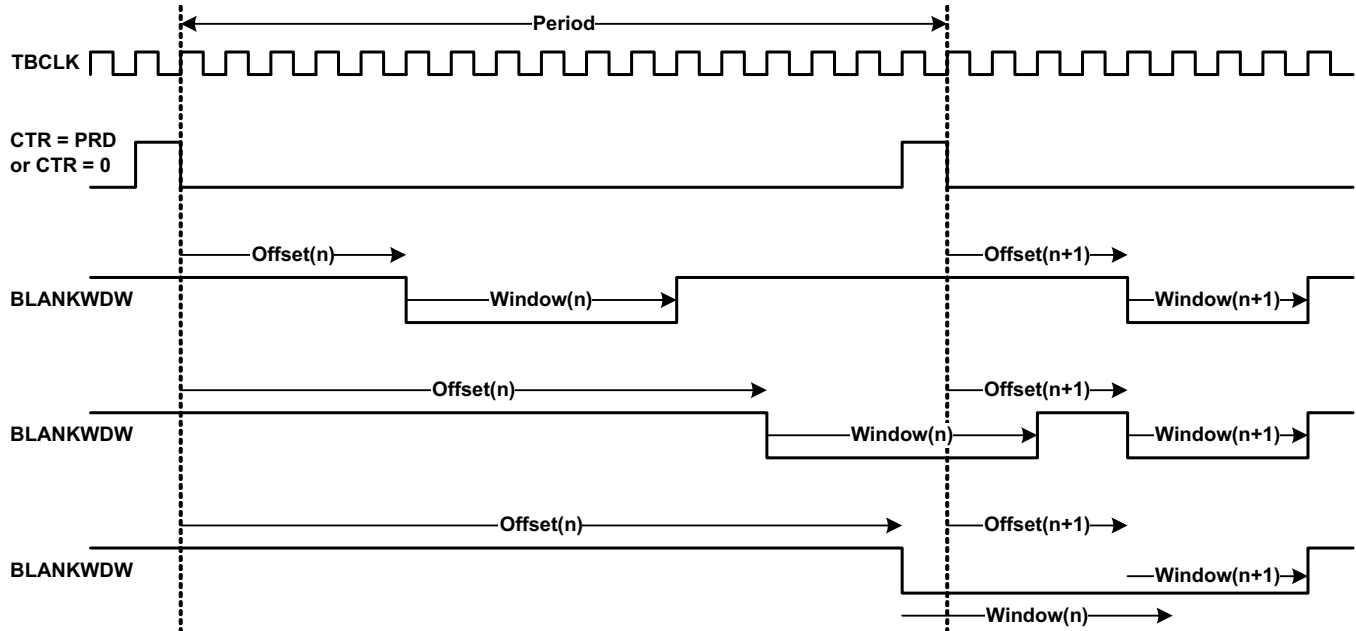 Period
TBCLK
CTR = PRD
or CTR = 0
Offset(n) Offset(n+1)
BLANKWDW Window(n) Window(n+1)
Offset(n) Offset(n+1)
BLANKWDW Window(n) Window(n+1)
Offset(n) Offset(n+1)
BLANKWDW Window(n+1)
Window(n)